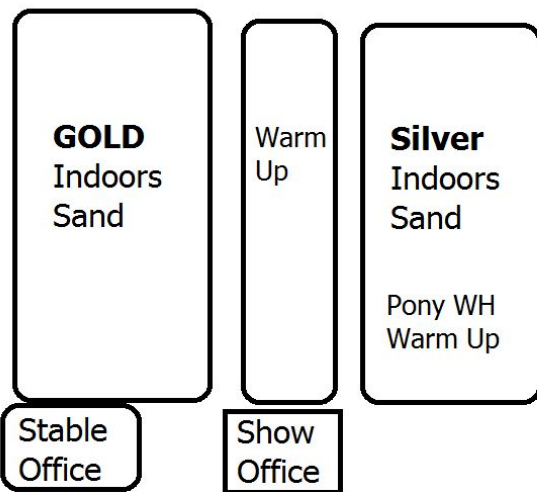 GOLD
Indoors
Sand
Warm
Up
Silver
Indoors
Sand
Pony WH
Warm Up
Stable
Office
Show
Office